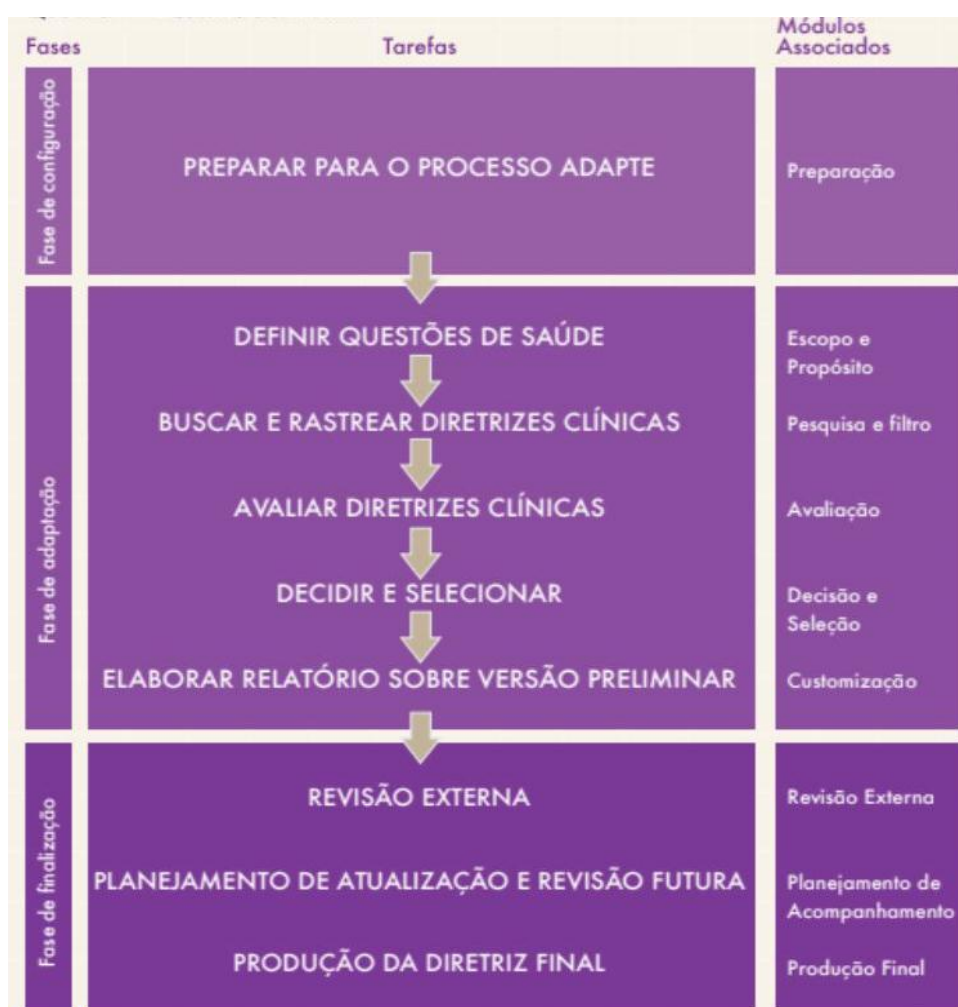 Fases
Tarefas
Módulos
Associados
Fase de configuração
PREPARAR PARA O PROCESSO ADAPTE
Preparação
Fase de adaptação
DEFINIR QUESTÕES DE SAÚDE
Escopo e
Propósito
BUSCAR E RASTREAR DIRETRIZES CLÍNICAS
Pesquisa e filtro
AVALIAR DIRETRIZES CLÍNICAS
Avaliação
DECIDIR E SELECIONAR
Decisão e
Seleção
ELABORAR RELATÓRIO SOBRE VERSÃO PRELIMINAR
Customização
Fase de finalização
REVISÃO EXTERNA
Revisão Externa
PLANEJAMENTO DE ATUALIZAÇÃO E REVISÃO FUTURA
Planejamento de
Acompanhamento
PRODUÇÃO DA DIRETRIZ FINAL
Produção Final